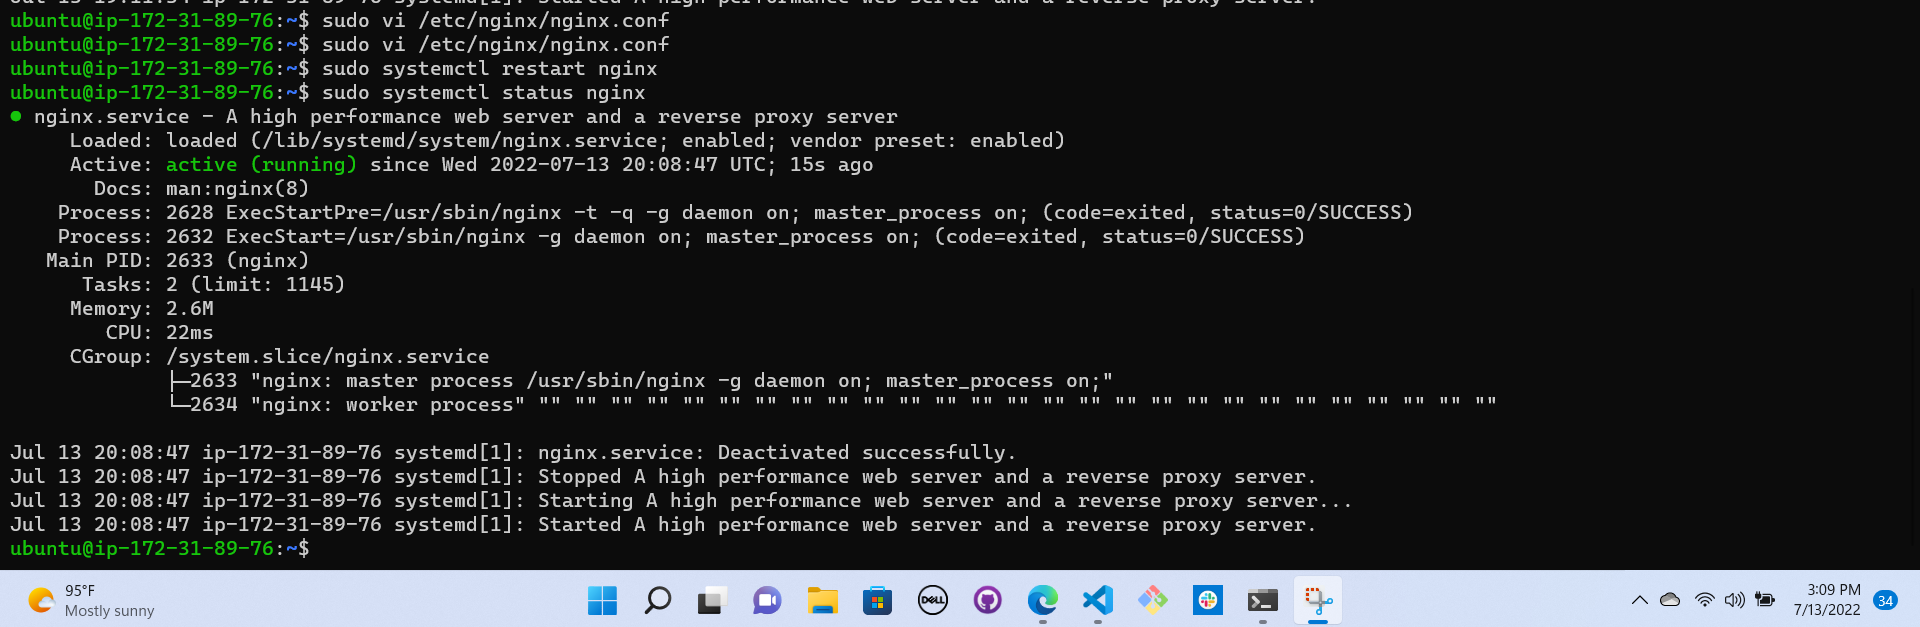 Jul 13 19:11:54 ip-172-31-89-76 systemd[1]: Started A high performance web server and a reverse proxy server.
ubuntu@ip-172-31-89-76:~$ sudo vi /etc/nginx/nginx.conf
ubuntu@ip-172-31-89-76:~$ sudo vi /etc/nginx/nginx.conf
ubuntu@ip-172-31-89-76:~$ sudo systemctl restart nginx
ubuntu@ip-172-31-89-76:~$ sudo systemctl status nginx
● nginx.service - A high performance web server and a reverse proxy server
Loaded: loaded (/lib/systemd/system/nginx.service; enabled; vendor preset: enabled)
Active: active (running) since Wed 2022-07-13 20:08:47 UTC; 15s ago
Docs: man:nginx(8)
Process: 2628 ExecStartPre=/usr/sbin/nginx -t -q -g daemon on; master_process on; (code=exited, status=0/SUCCESS)
Process: 2632 ExecStart=/usr/sbin/nginx -g daemon on; master_process on; (code=exited, status=0/SUCCESS)
Main PID: 2633 (nginx)
Tasks: 2 (limit: 1145)
Memory: 2.6M
CPU: 22ms
CGroup: /system.slice/nginx.service
├─2633 "nginx: master process /usr/sbin/nginx -g daemon on; master_process on;"
└─2634 "nginx: worker process" "" "" "" "" "" "" "" "" "" "" "" "" "" "" "" "" "" "" "" "" "" "" "" "" "" "" ""
Jul 13 20:08:47 ip-172-31-89-76 systemd[1]: nginx.service: Deactivated successfully.
Jul 13 20:08:47 ip-172-31-89-76 systemd[1]: Stopped A high performance web server and a reverse proxy server.
Jul 13 20:08:47 ip-172-31-89-76 systemd[1]: Starting A high performance web server and a reverse proxy server...
Jul 13 20:08:47 ip-172-31-89-76 systemd[1]: Started A high performance web server and a reverse proxy server.
ubuntu@ip-172-31-89-76:~$
95°F
Mostly sunny
DELL
3:09 PM
7/13/2022
34